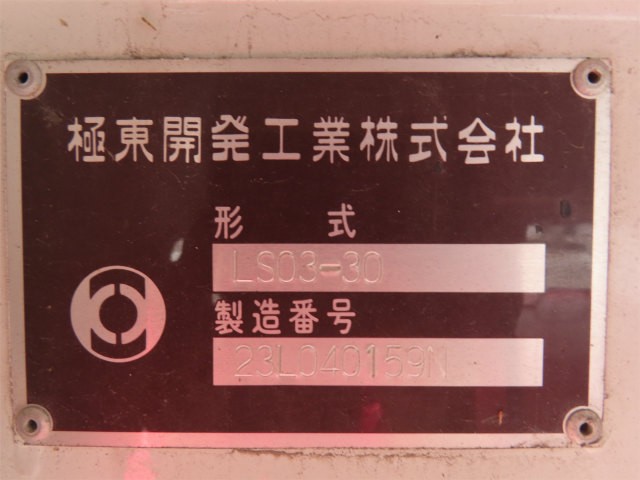 極東開発工業株式会社
形 式
LS03-30
製造番号
23L040159N